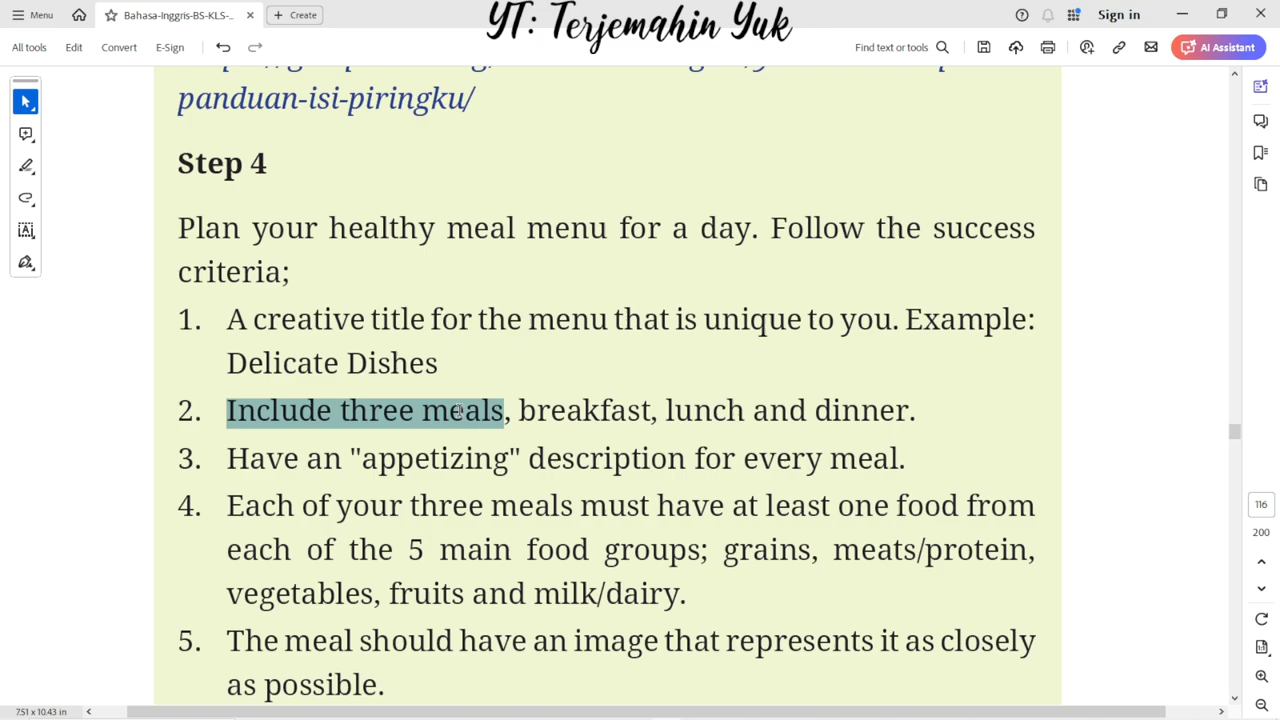 Menu
Bahasa-Inggris-BS-KLS-...
Create
YT: Terjemahin Yuk
Sign in
All tools
Edit
Convert
E-Sign
Find text or tools
AI Assistant
panduan-isi-piringku/
Step 4
Plan your healthy meal menu for a day. Follow the success
criteria;
1. A creative title for the menu that is unique to you. Example:
Delicate Dishes
2. Include three meals, breakfast, lunch and dinner.
3. Have an "appetizing" description for every meal.
4. Each of your three meals must have at least one food from
each of the 5 main food groups; grains, meats/protein,
vegetables, fruits and milk/dairy.
5. The meal should have an image that represents it as closely
as possible.
116
200
7.51 x 10.43 in